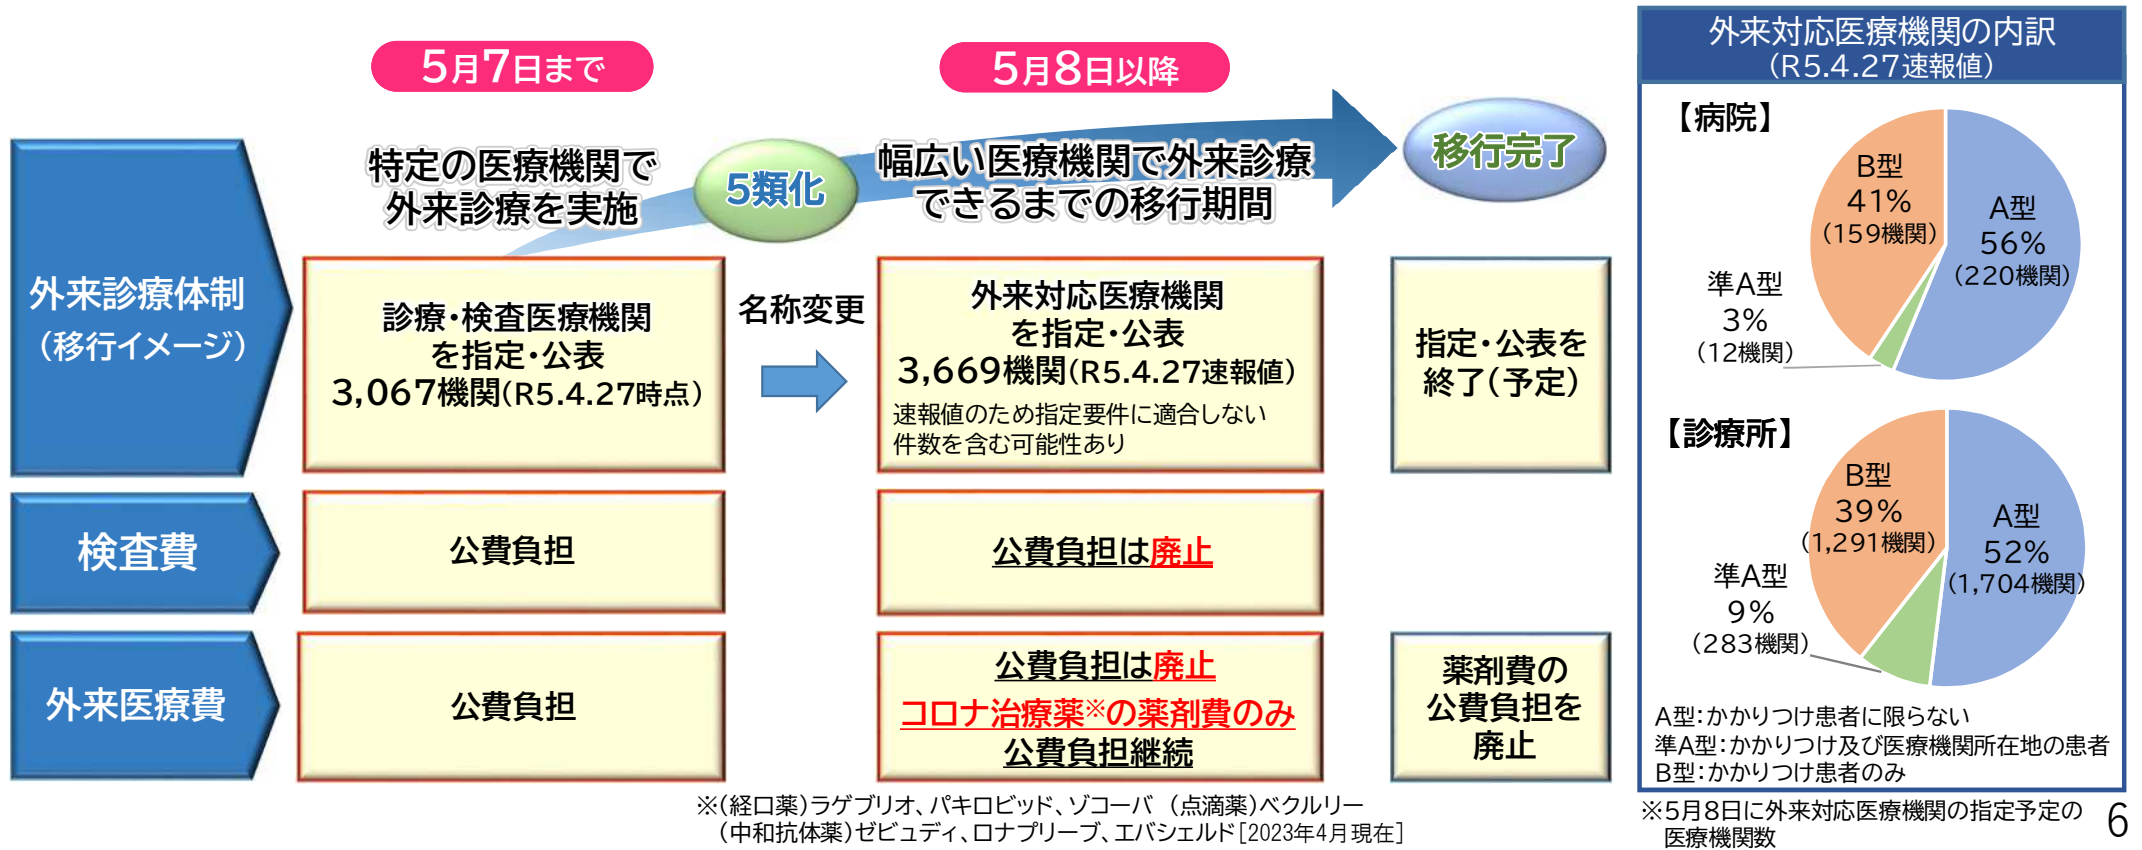 5月7日まで
5月8日以降
特定の医療機関で
外来診療を実施
5類化
幅広い医療機関で外来診療
できるまでの移行期間
移行完了
外来診療体制
（移行イメージ）
診療・検査医療機関
を指定・公表
3,067機関(R5.4.27時点)
名称変更
外来対応医療機関
を指定・公表
3,669機関(R5.4.27速報値)
速報値のため指定要件に適合しない
件数を含む可能性あり
指定・公表を
終了(予定)
検査費
公費負担
公費負担は廃止
外来医療費
公費負担
公費負担は廃止
コロナ治療薬※の薬剤費のみ
公費負担継続
薬剤費の
公費負担を
廃止
※(経口薬)ラゲブリオ、パキロビッド、ゾコーバ (点滴薬)ベクルリー
(中和抗体薬)ゼビュディ、ロナプリーブ、エバシェルド[2023年4月現在]
外来対応医療機関の内訳
(R5.4.27速報値)
【病院】
B型
41%
(159機関)
A型
56%
(220機関)
準A型
3%
(12機関)
【診療所】
B型
39%
(1,291機関)
A型
52%
(1,704機関)
準A型
9%
(283機関)
A型：かかりつけ患者に限らない
準A型：かかりつけ及び医療機関所在地の患者
B型：かかりつけ患者のみ
※5月8日に外来対応医療機関の指定予定の
医療機関数
6